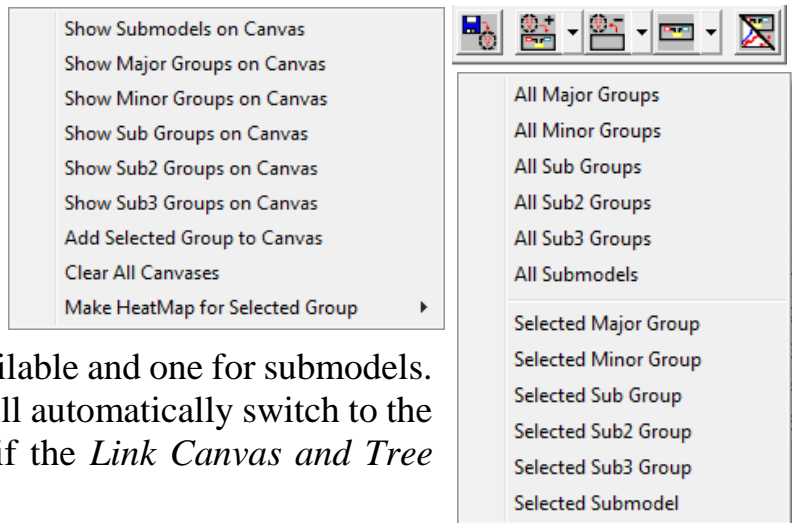 Show Submodels on Canvas
Show Major Groups on Canvas
Show Minor Groups on Canvas
Show Sub Groups on Canvas
Show Sub2 Groups on Canvas
Show Sub3 Groups on Canvas
Add Selected Group to Canvas
Clear All Canvases
Make HeatMap for Selected Group
All Major Groups
All Minor Groups
All Sub Groups
All Sub2 Groups
All Sub3 Groups
All Submodels
Selected Major Group
Selected Minor Group
Selected Sub Group
Selected Sub2 Group
Selected Sub3 Group
Selected Submodel
ilable and one for submodels.
ll automatically switch to the
if the Link Canvas and Tree